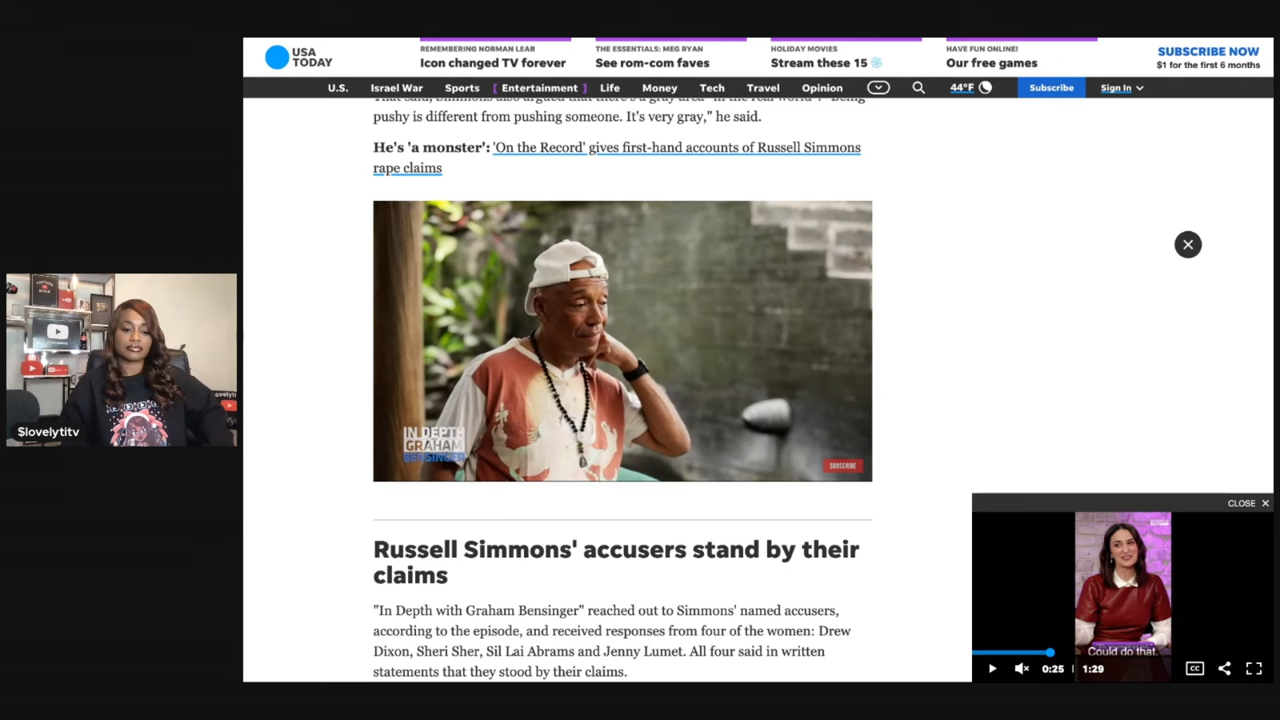 USA
TODAY
REMEMBERING NORMAN LEAR
Icon changed TV forever
THE ESSENTIALS: MEG RYAN
See rom-com faves
HOLIDAY MOVIES
Stream these 15
HAVE FUN ONLINE!
Our free games
SUBSCRIBE NOW
$1 for the first 6 months
U.S. Israel War Sports [ Entertainment ] Life Money Tech Travel Opinion 44°F Subscribe Sign In
pushy is different from pushing someone. It's very gray," he said.
He's 'a monster': 'On the Record' gives first-hand accounts of Russell Simmons
rape claims
IN DEPTH
GRAHAM
BENSINGER
SUBSCRIBE
$lovelytitv
Russell Simmons' accusers stand by their
claims
"In Depth with Graham Bensinger" reached out to Simmons' named accusers,
according to the episode, and received responses from four of the women: Drew
Dixon, Sheri Sher, Sil Lai Abrams and Jenny Lumet. All four said in written
statements that they stood by their claims.
CLOSE X
Could do that.
0:25 1:29
CC